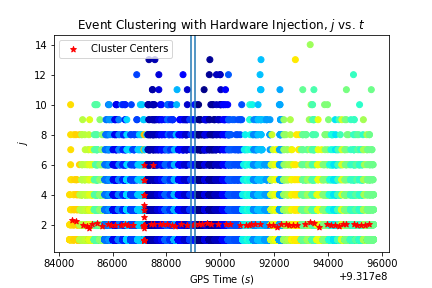 Event Clustering with Hardware Injection, j vs. t
Cluster Centers
14
12
10
8
6
4
2
j
84000 86000 88000 90000 92000 94000 96000
GPS Time (s)
+9.317e8